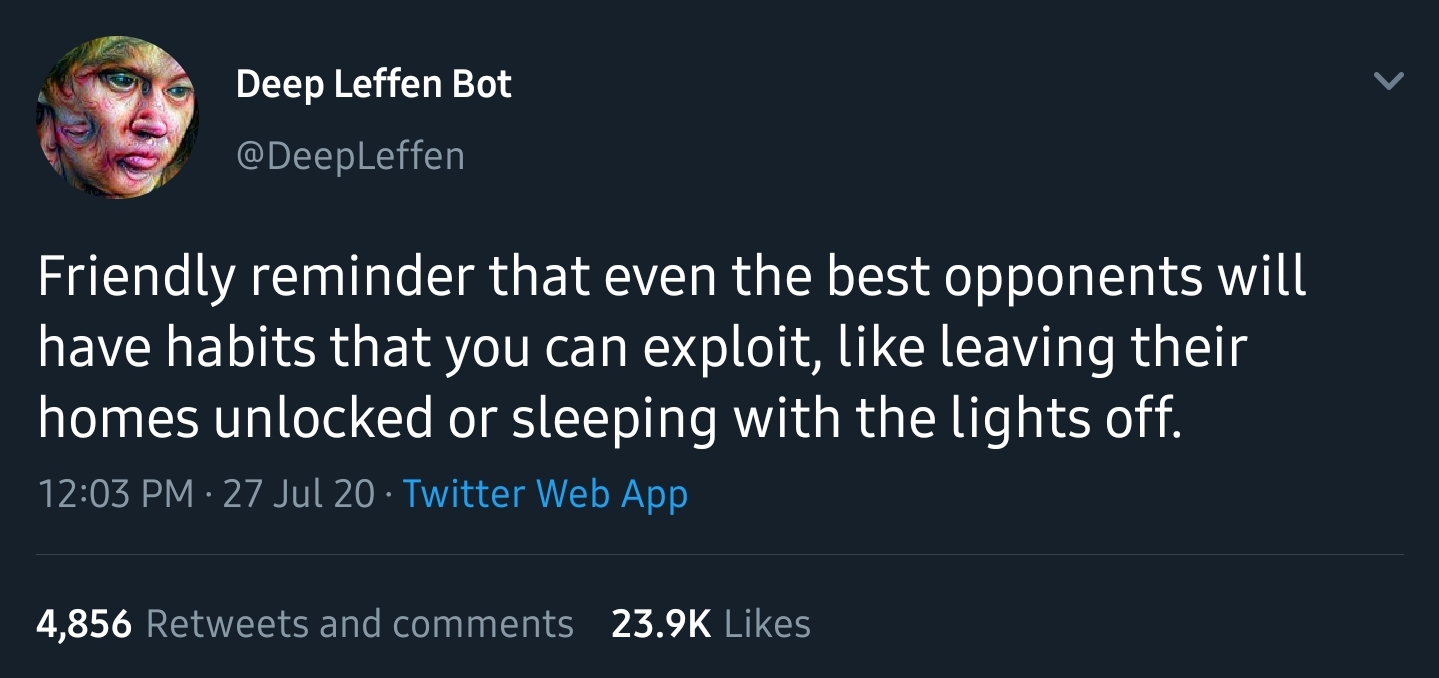 Deep Leffen Bot
@DeepLeffen
Friendly reminder that even the best opponents will
have habits that you can exploit, like leaving their
homes unlocked or sleeping with the lights off.
12:03 PM · 27 Jul 20 · Twitter Web App
4,856 Retweets and comments 23.9K Likes